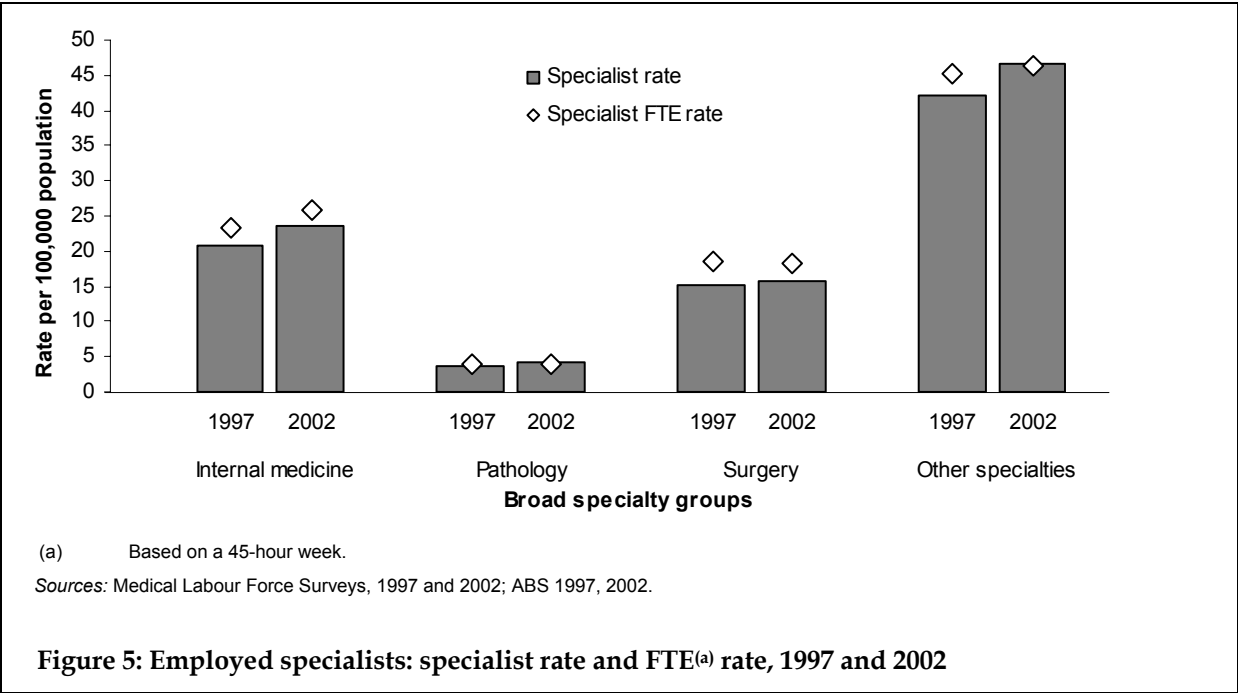 50
45
40
35
30
25
20
15
10
5
0
Rate per 100,000 population
Specialist rate
Specialist FTE rate
1997 2002 1997 2002 1997 2002 1997 2002
Internal medicine Pathology Surgery Other specialties
Broad specialty groups
(a) Based on a 45-hour week.
Sources: Medical Labour Force Surveys, 1997 and 2002; ABS 1997, 2002.
Figure 5: Employed specialists: specialist rate and FTE(a) rate, 1997 and 2002